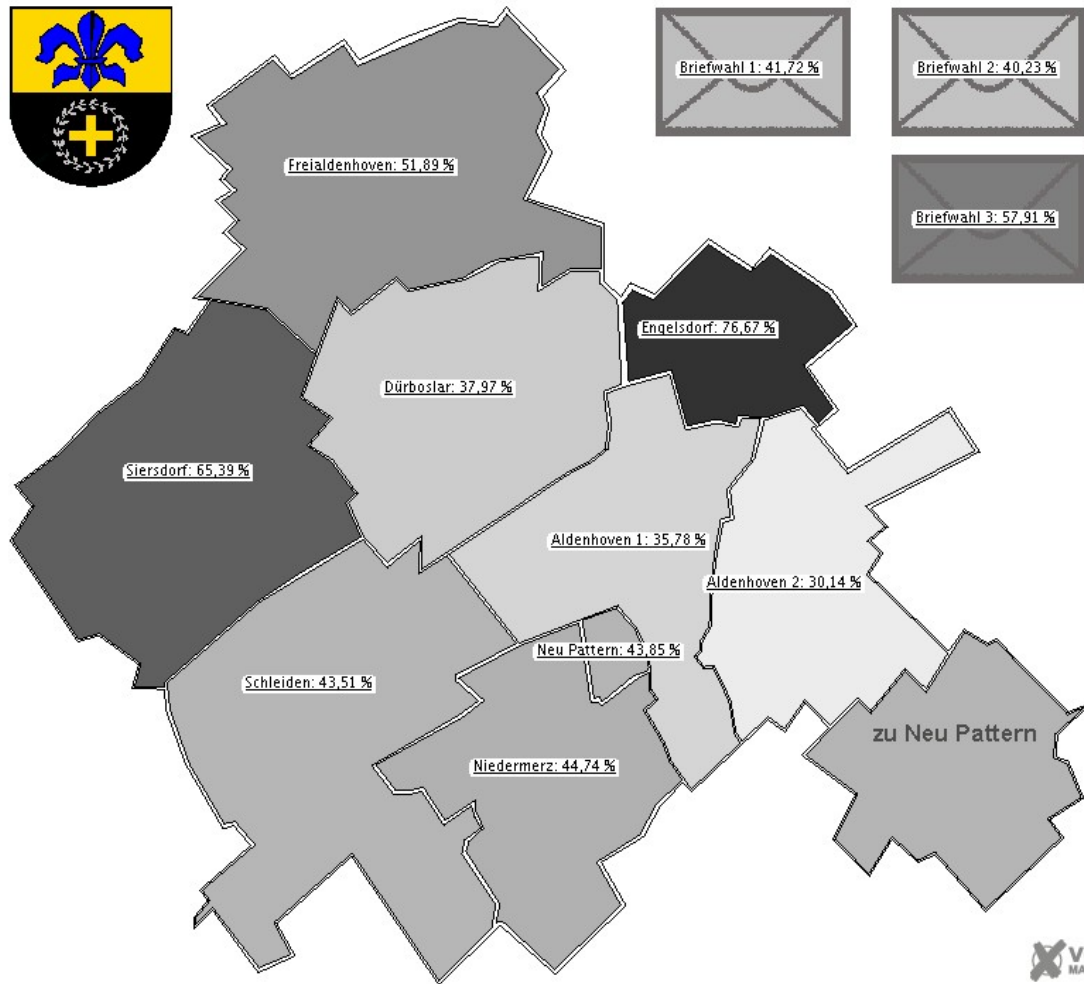 Briefwahl 1: 41,72 %
Briefwahl 2: 40,23 %
Freialdenhoven: 51,89 %
Briefwahl 3: 57,91 %
Engelsdorf: 76,67 %
Dürboslar: 37,97 %
Siersdorf: 65,39 %
Aldenhoven 1: 35,78 %
Aldenhoven 2: 30,14 %
Neu Pattern: 43,85 %
Schleiden: 43,51 %
zu Neu Pattern
Niedermerz: 44,74 %